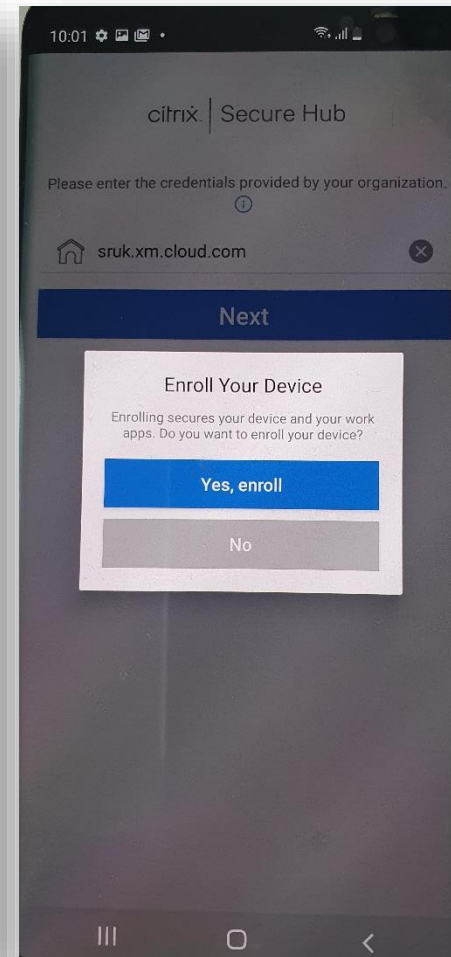 10:01
citrix | Secure Hub
Please enter the credentials provided by your organization.
sruk.xm.cloud.com
Next
Enroll Your Device
Enrolling secures your device and your work
apps. Do you want to enroll your device?
Yes, enroll
No